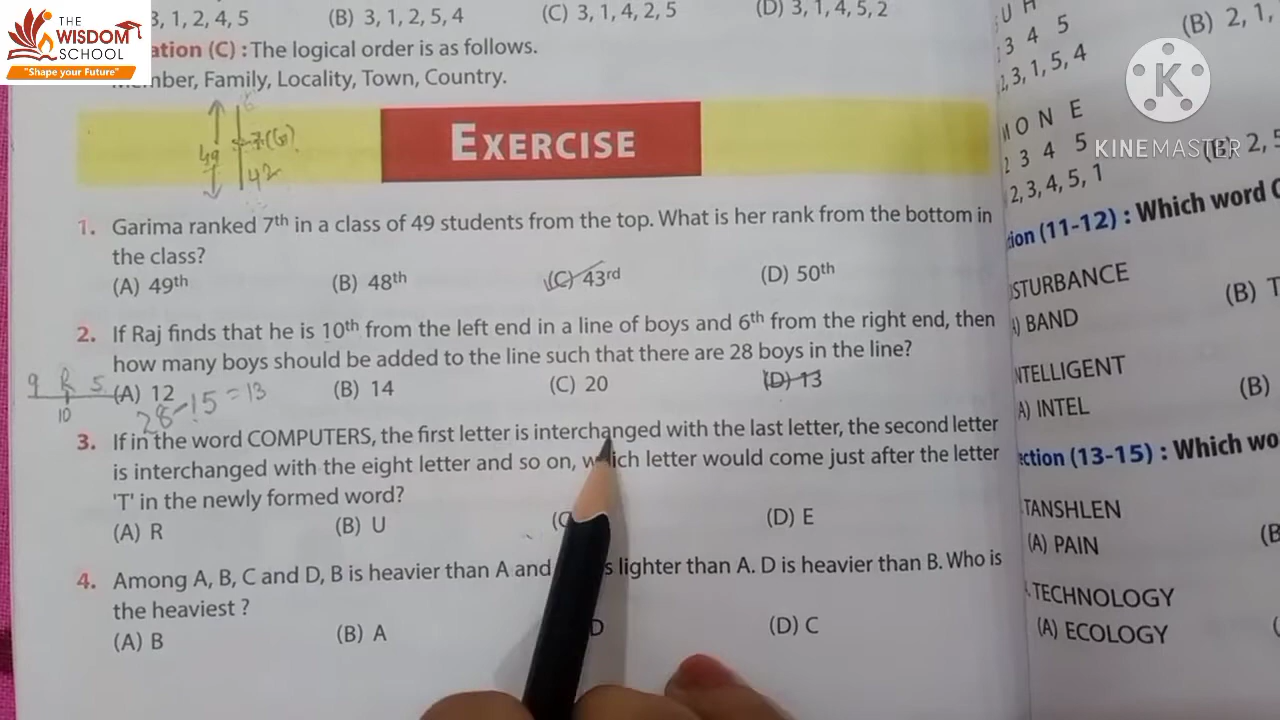 THE
WISDOM
SCHOOL
"Shape your Future"
3, 1, 2, 4, 5 (B) 3, 1, 2, 5, 4 (C) 3, 1, 4, 2, 5 (D) 3, 1, 4, 5, 2
ation (C) : The logical order is as follows.
mber, Family, Locality, Town, Country.
49 7 (G) 42
EXERCISE
1. Garima ranked 7th in a class of 49 students from the top. What is her rank from the bottom in
the class?
(A) 49th (B) 48th (C) 43rd (D) 50th
2. If Raj finds that he is 10th from the left end in a line of boys and 6th from the right end, then
how many boys should be added to the line such that there are 28 boys in the line?
(A) 12 (B) 14 (C) 20 (D) 13
9 R 5
10
28-15=13
3. If in the word COMPUTERS, the first letter is interchanged with the last letter, the second letter
is interchanged with the eight letter and so on, which letter would come just after the letter
'T' in the newly formed word?
(A) R (B) U (C (D) E
4. Among A, B, C and D, B is heavier than A and s lighter than A. D is heavier than B. Who is
the heaviest ?
(A) B (B) A D (D) C
U H
3 4 5 (B) 2, 1,
2, 3, 1, 5, 4
KINEMASTER
M O N E
2 3 4 5 (B) 2, 5
2, 3, 4, 5, 1
tion (11-12) : Which word c
STURBANCE
) BAND (B) T
NTELLIGENT
A) INTEL (B)
ection (13-15) : Which wo
TANSHLEN
(A) PAIN (B
TECHNOLOGY
(A) ECOLOGY (
K